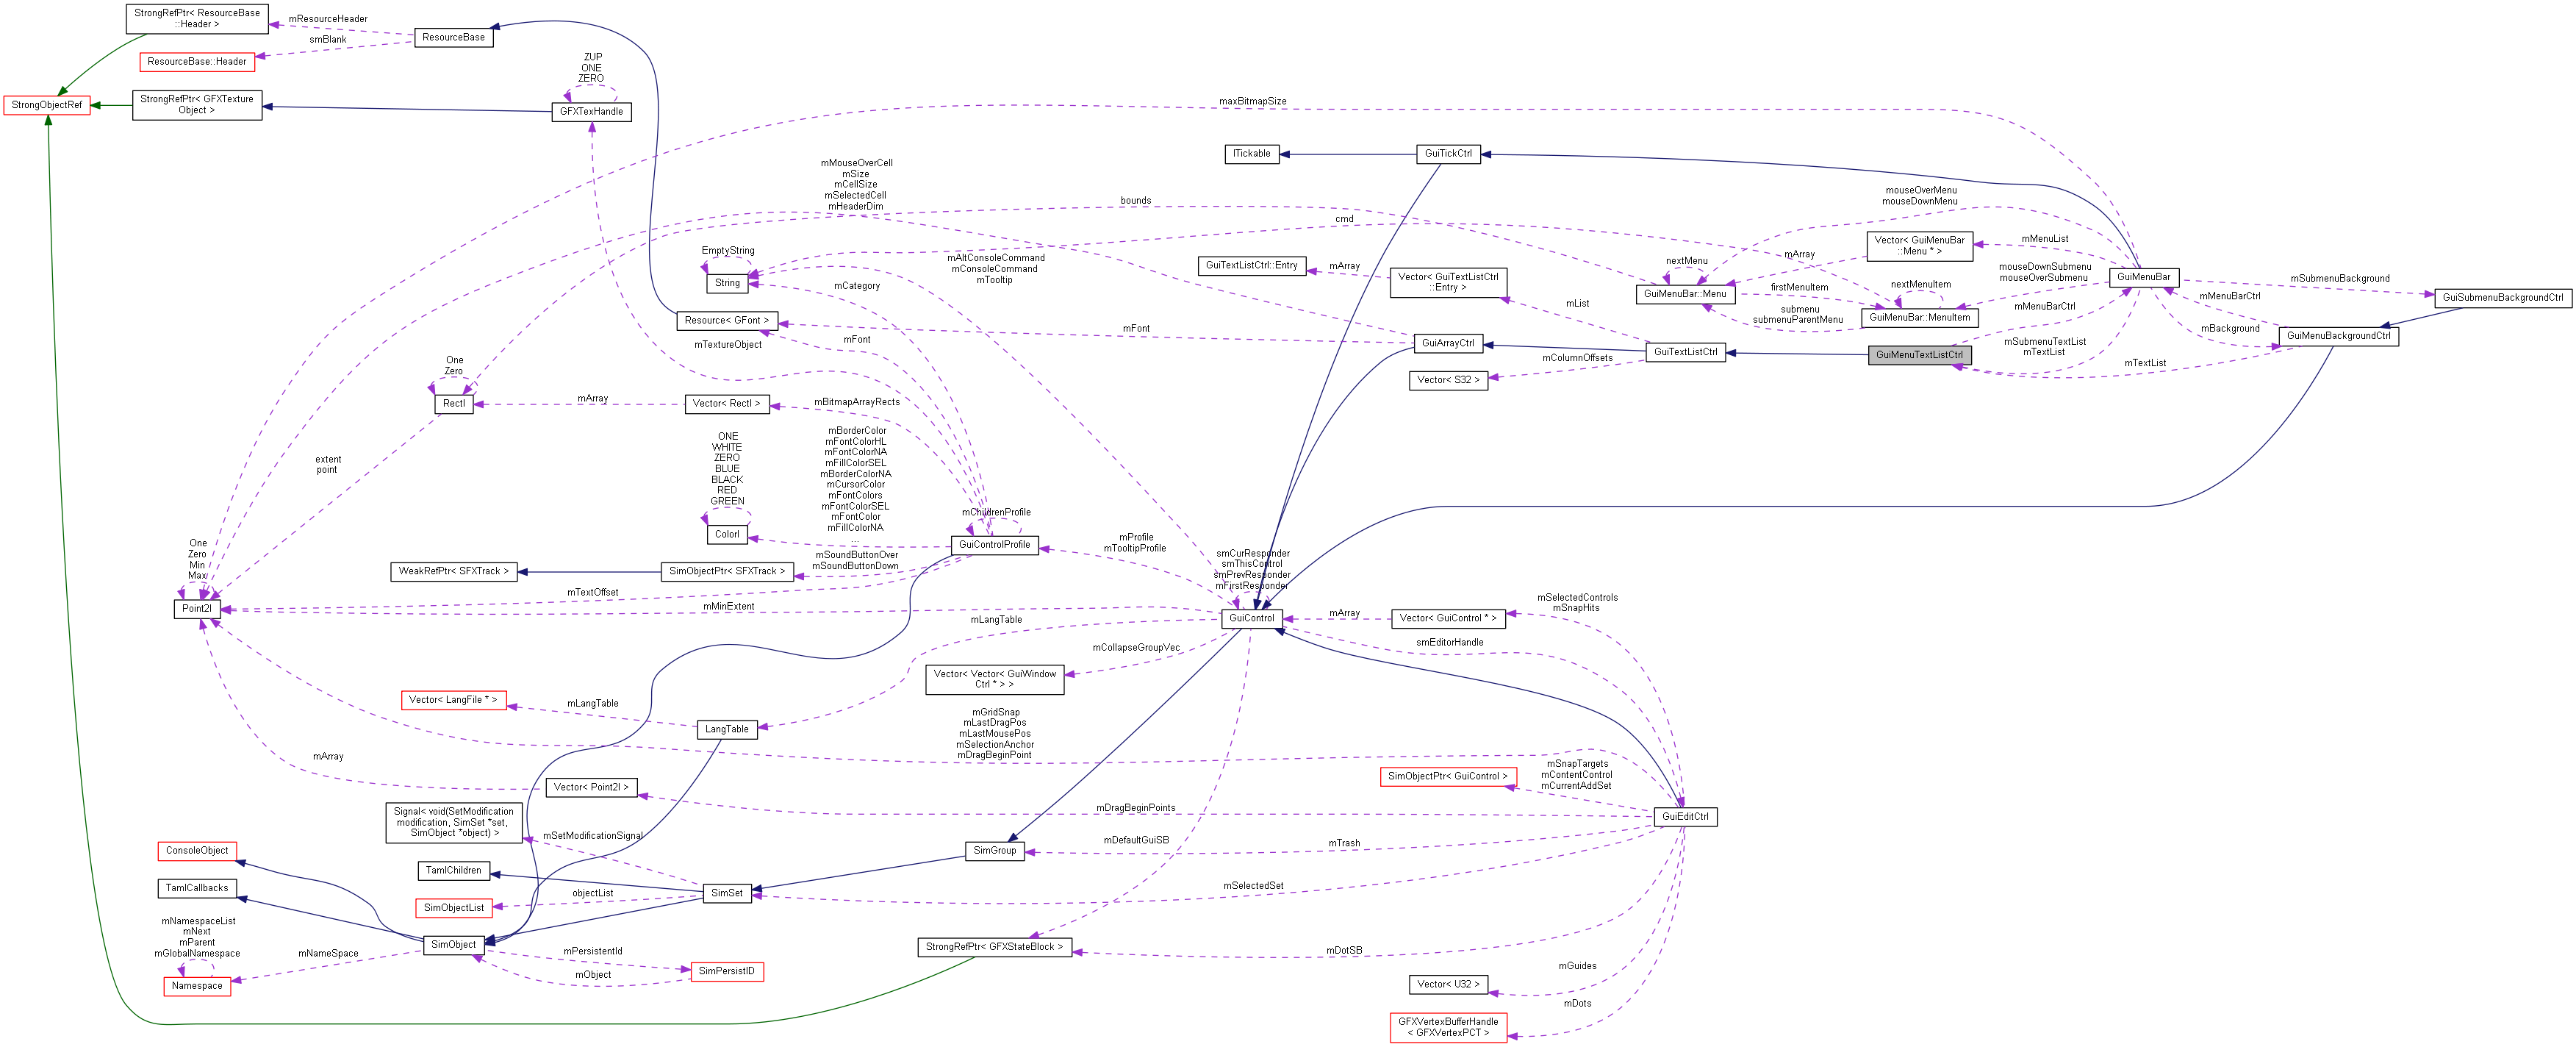 StrongRefPtr< ResourceBase
::Header >
mResourceHeader
smBlank
ResourceBase
ResourceBase::Header
StrongObjectRef
StrongRefPtr< GFXTexture
Object >
ZUP
ONE
ZERO
GFXTexHandle
maxBitmapSize
ITickable
GuiTickCtrl
mMouseOverCell
mSize
mCellSize
mSelectedCell
mHeaderDim
bounds
cmd
mouseOverMenu
mouseDownMenu
Vector< GuiMenuBar
::Menu * >
mMenuList
mArray
EmptyString
String
mAltConsoleCommand
mConsoleCommand
mTooltip
GuiTextListCtrl::Entry
mArray
Vector< GuiTextListCtrl
::Entry >
nextMenu
GuiMenuBar::Menu
firstMenuItem
submenu
submenuParentMenu
nextMenuItem
GuiMenuBar::MenuItem
mouseDownSubmenu
mouseOverSubmenu
mMenuBarCtrl
GuiMenuBar
mSubmenuBackground
GuiSubmenuBackgroundCtrl
mMenuBarCtrl
mBackground
GuiMenuBackgroundCtrl
mCategory
Resource< GFont >
mFont
mFont
mTextureObject
mList
GuiArrayCtrl
GuiTextListCtrl
GuiMenuTextListCtrl
mSubmenuTextList
mTextList
mTextList
mColumnOffsets
Vector< S32 >
One
Zero
RectI
mArray
Vector< RectI >
mBitmapArrayRects
extent
point
ONE
WHITE
ZERO
BLUE
BLACK
RED
GREEN
ColorI
mBorderColor
mFontColorHL
mFontColorNA
mFillColorSEL
mBorderColorNA
mCursorColor
mFontColors
mFontColorSEL
mFontColor
mFillColorNA
...
mChildrenProfile
GuiControlProfile
mProfile
mTooltipProfile
One
Zero
Min
Max
Point2I
WeakRefPtr< SFXTrack >
SimObjectPtr< SFXTrack >
mSoundButtonOver
mSoundButtonDown
mTextOffset
mMinExtent
smCurResponder
smThisControl
smPrevResponder
mFirstResponder
GuiControl
mArray
Vector< GuiControl * >
mSelectedControls
mSnapHits
mLangTable
smEditorHandle
mCollapseGroupVec
Vector< Vector< GuiWindow
Ctrl * > >
Vector< LangFile * >
mLangTable
LangTable
mGridSnap
mLastDragPos
mLastMousePos
mSelectionAnchor
mDragBeginPoint
mArray
Vector< Point2I >
SimObjectPtr< GuiControl >
mSnapTargets
mContentControl
mCurrentAddSet
mDragBeginPoints
GuiEditCtrl
Signal< void(SetModification
modification, SimSet *set,
SimObject *object) >
mSetModificationSignal
mDefaultGuiSB
mTrash
SimGroup
ConsoleObject
TamlChildren
TamlCallbacks
SimSet
mSelectedSet
objectList
SimObjectList
mNamespaceList
mNext
mParent
mGlobalNamespace
Namespace
mNameSpace
SimObject
mPersistentId
mObject
SimPersistID
StrongRefPtr< GFXStateBlock >
mDotSB
mGuides
Vector< U32 >
mDots
GFXVertexBufferHandle
< GFXVertexPCT >